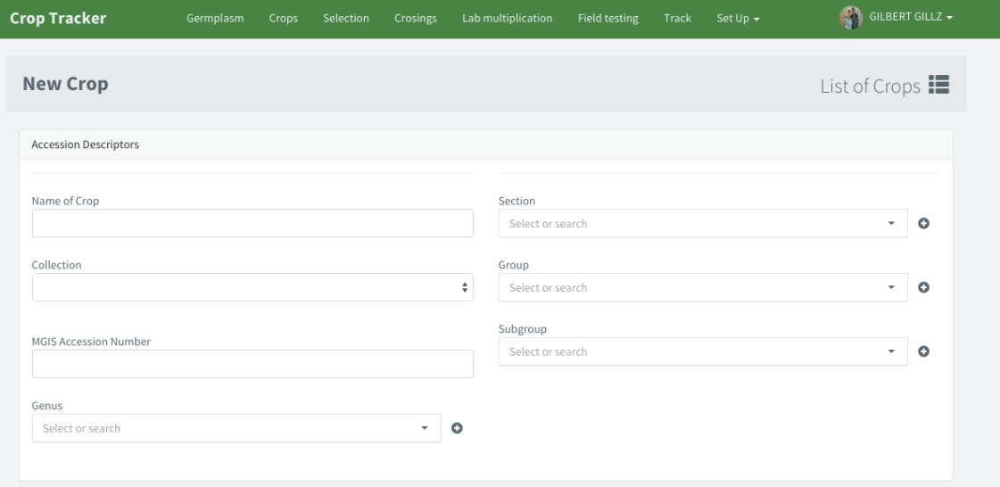 Crop Tracker Germplasm Crops Selection Crosings Lab multiplication Field testing Track Set Up GILBERT GILLZ
New Crop List of Crops
Accession Descriptors
Name of Crop
Section
Select or search
Collection
Group
Select or search
MGIS Accession Number
Subgroup
Select or search
Genus
Select or search